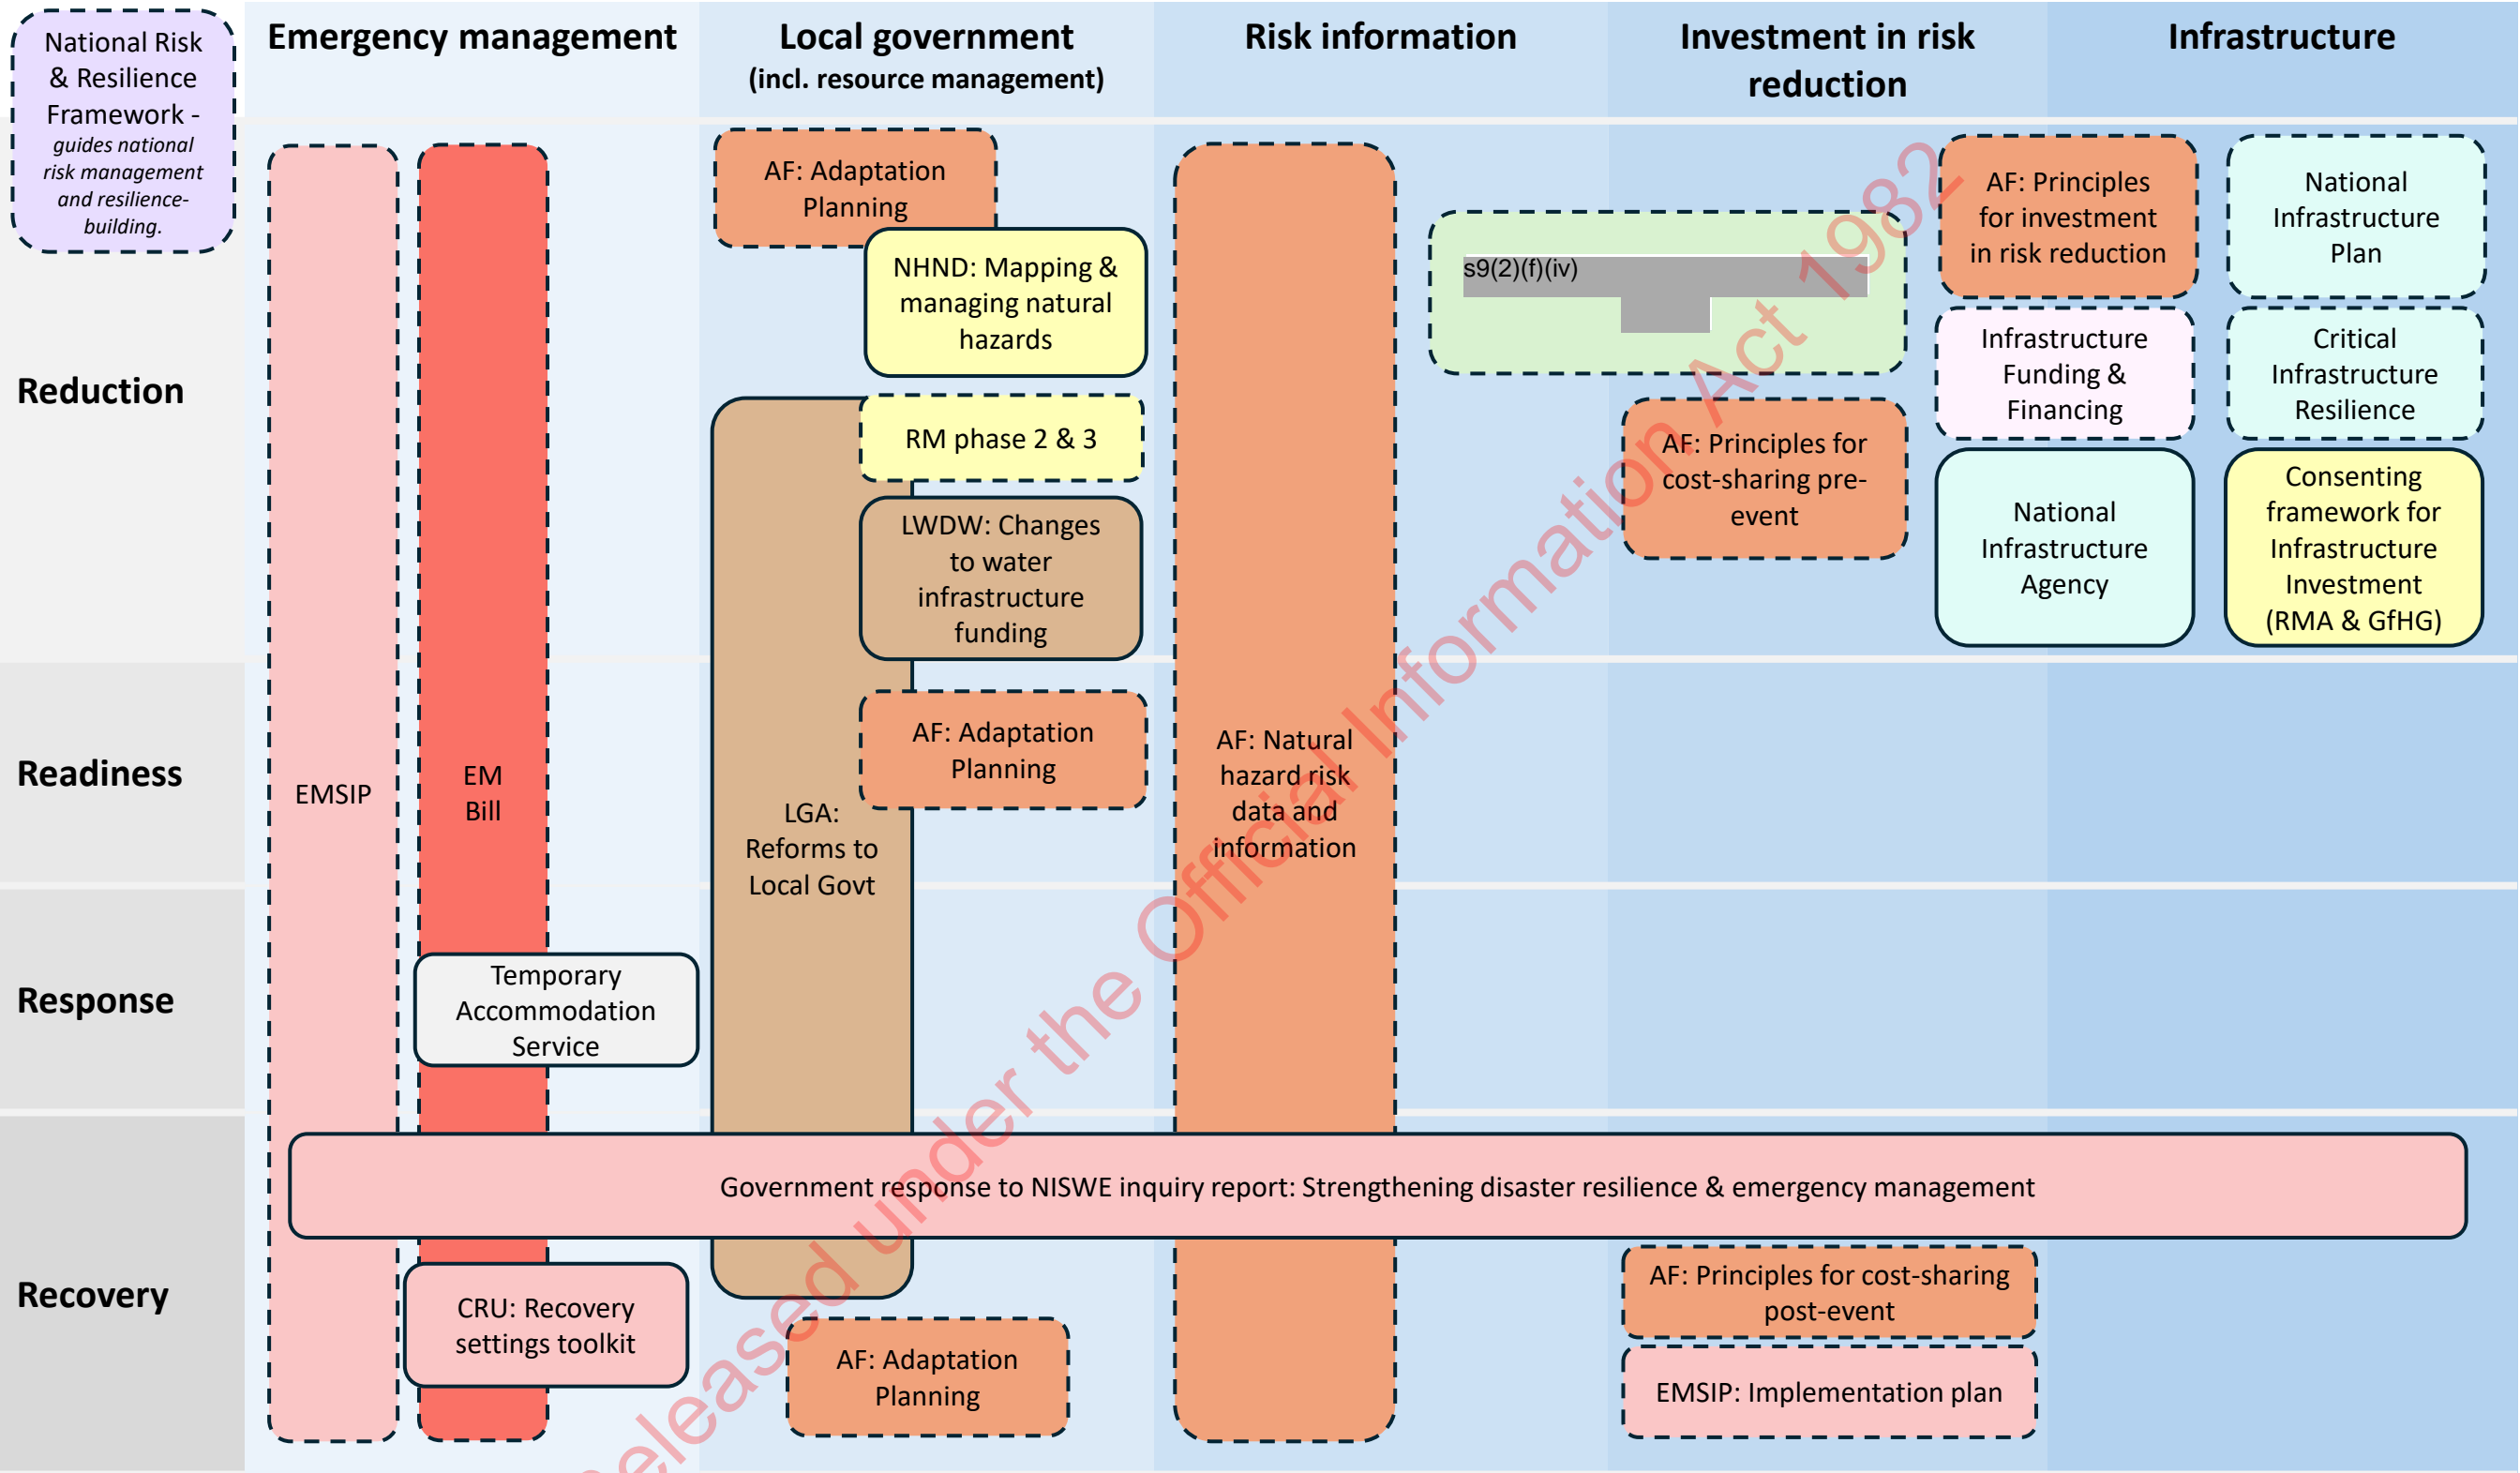 National Risk
& Resilience
Framework -
guides national
risk management
and resilience-
building.
Emergency management
Local government
(incl. resource management)
Risk information
Investment in risk
reduction
Infrastructure
Reduction
AF: Adaptation
Planning
NHND: Mapping &
managing natural
hazards
RM phase 2 & 3
LWDW: Changes
to water
infrastructure
funding
s9(2)(f)(iv)
AF: Principles for
cost-sharing pre-
event
AF: Principles
for investment
in risk reduction
National
Infrastructure
Plan
Infrastructure
Funding &
Financing
Critical
Infrastructure
Resilience
National
Infrastructure
Agency
Consenting
framework for
Infrastructure
Investment
(RMA & GfHG)
Readiness
EMSIP
EM
Bill
AF: Adaptation
Planning
LGA:
Reforms to
Local Govt
AF: Natural
hazard risk
data and
information
Response
Temporary
Accommodation
Service
Recovery
Government response to NISWE inquiry report: Strengthening disaster resilience & emergency management
CRU: Recovery
settings toolkit
AF: Adaptation
Planning
AF: Principles for cost-sharing
post-event
EMSIP: Implementation plan
Released under the Official Information Act 1982